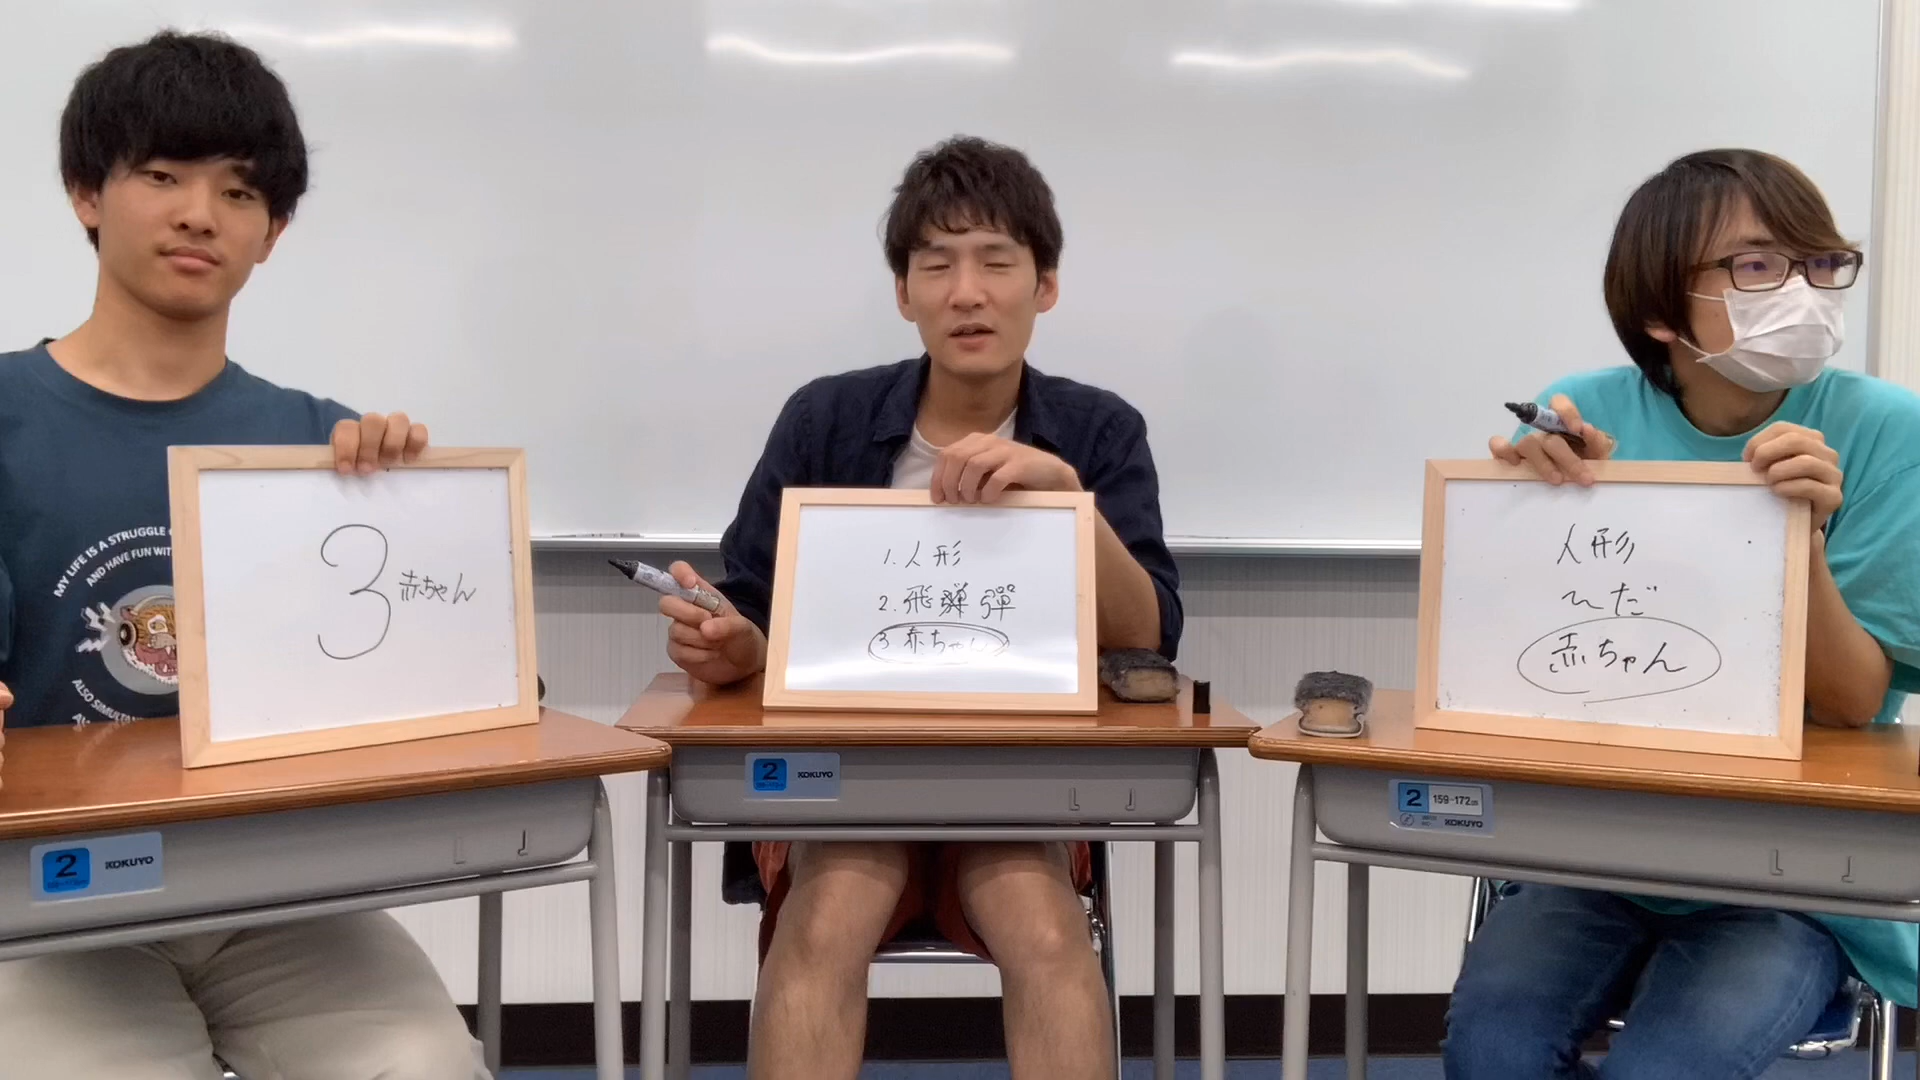 MY LIFE IS A STRUGGLE
AND HAVE FUN WIT
3 赤ちゃん
1.人形
2.飛弾彈
3 赤ちゃん
人形
ひだ
赤ちゃん
2 KOKUYO
2 KOKUYO
2 159-172cm
KOKUYO